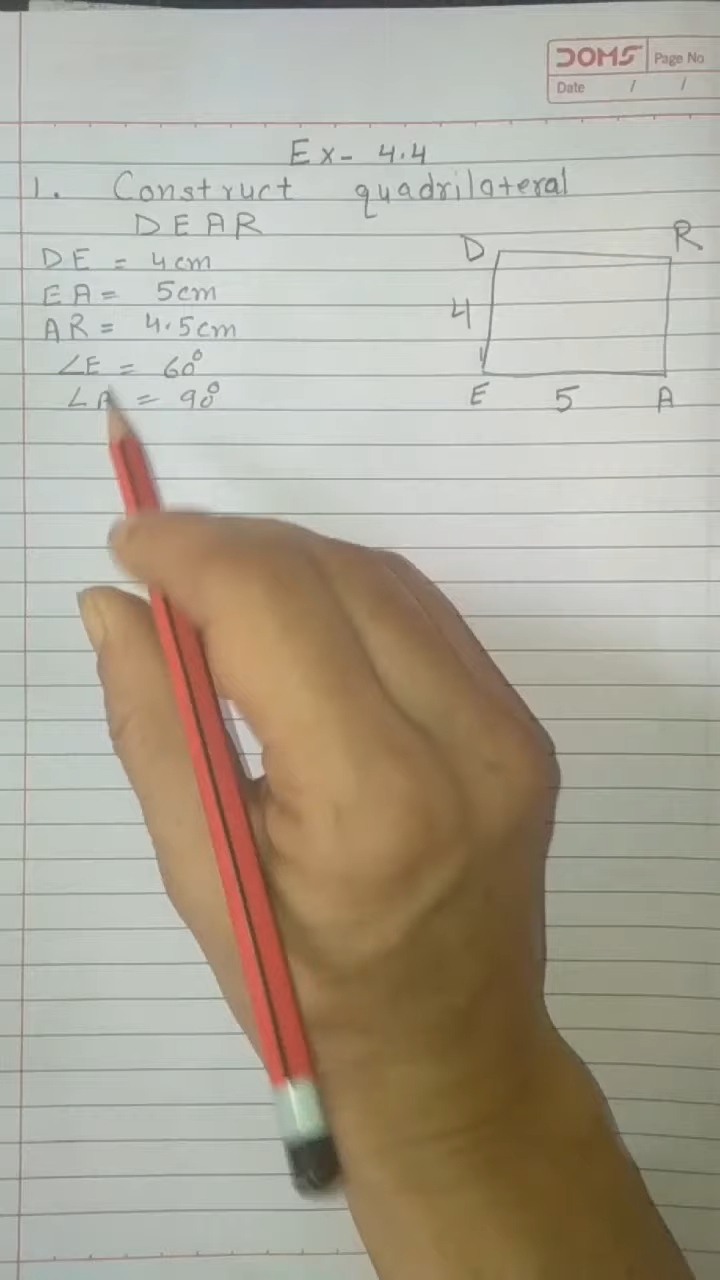 DOMS Page No
Date / /
Ex- 4.4
1. Construct quadrilateral
DEAR
DE = 4cm
EA = 5cm
AR = 4.5cm
∠E = 60°
∠A = 90°
D R
4
E 5 A